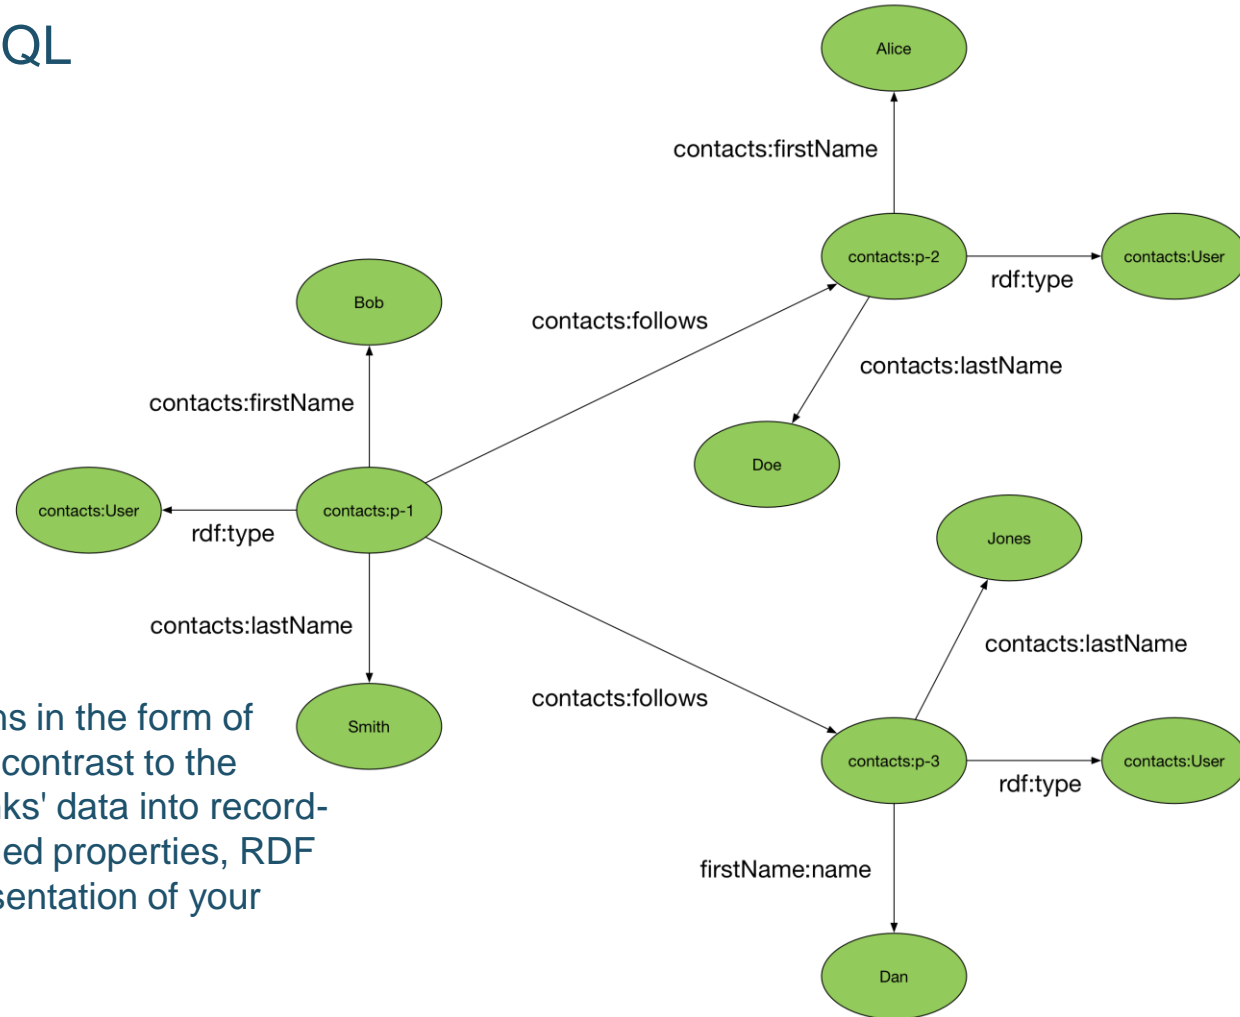 QL
Alice
contacts:firstName
contacts:p-2
rdf:type
contacts:User
contacts:follows
contacts:lastName
Doe
Bob
contacts:firstName
contacts:User
rdf:type
contacts:p-1
contacts:lastName
Smith
contacts:follows
Jones
contacts:lastName
contacts:p-3
rdf:type
contacts:User
firstName:name
Dan
ns in the form of
contrast to the
nks' data into record-
ed properties, RDF
sentation of your